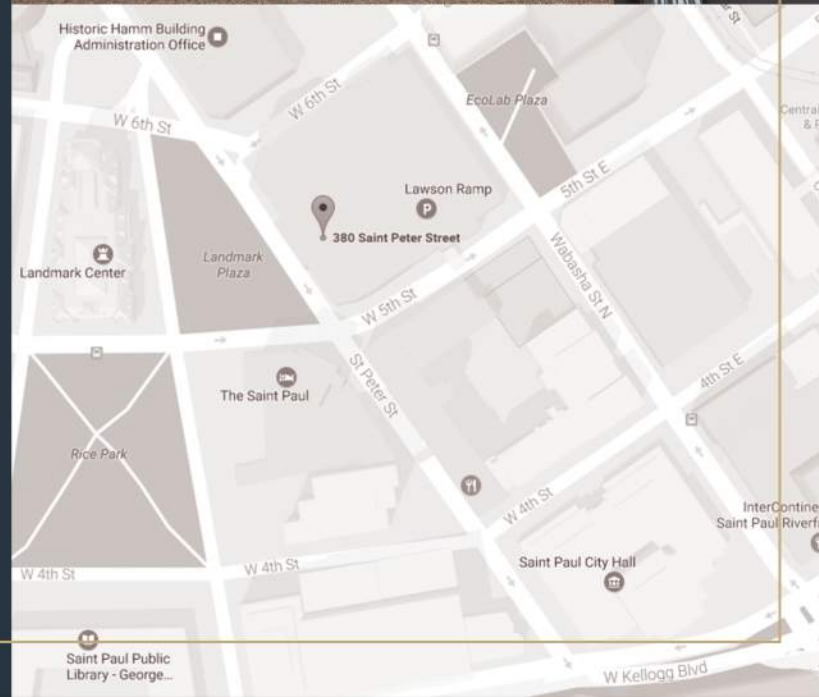 Historic Hamm Building
Administration Office
W 6th St
W 6th St
EcoLab Plaza
Central
5th St E
Lawson Ramp
P
380 Saint Peter Street
Landmark Center
Landmark
Plaza
W 5th St
Wabasha St N
The Saint Paul
St Peter St
4th St E
Rice Park
W 4th St
InterContine
Saint Paul Riverf
W 4th St
W 4th St
Saint Paul City Hall
Saint Paul Public
Library - George...
W Kellogg Blvd